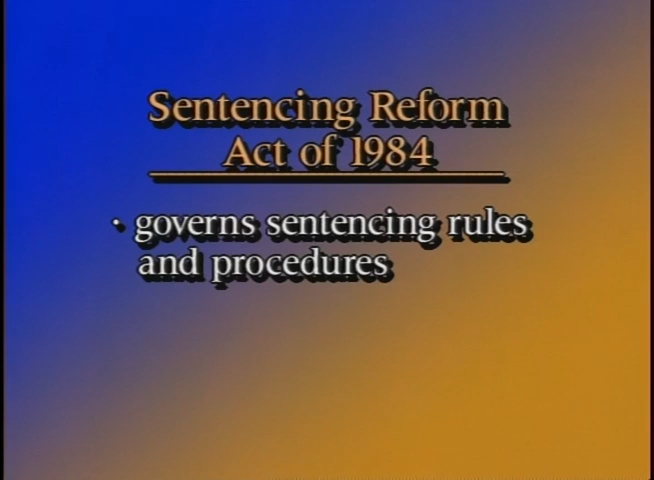 Sentencing Reform
Act of 1984
• governs sentencing rules
and procedures